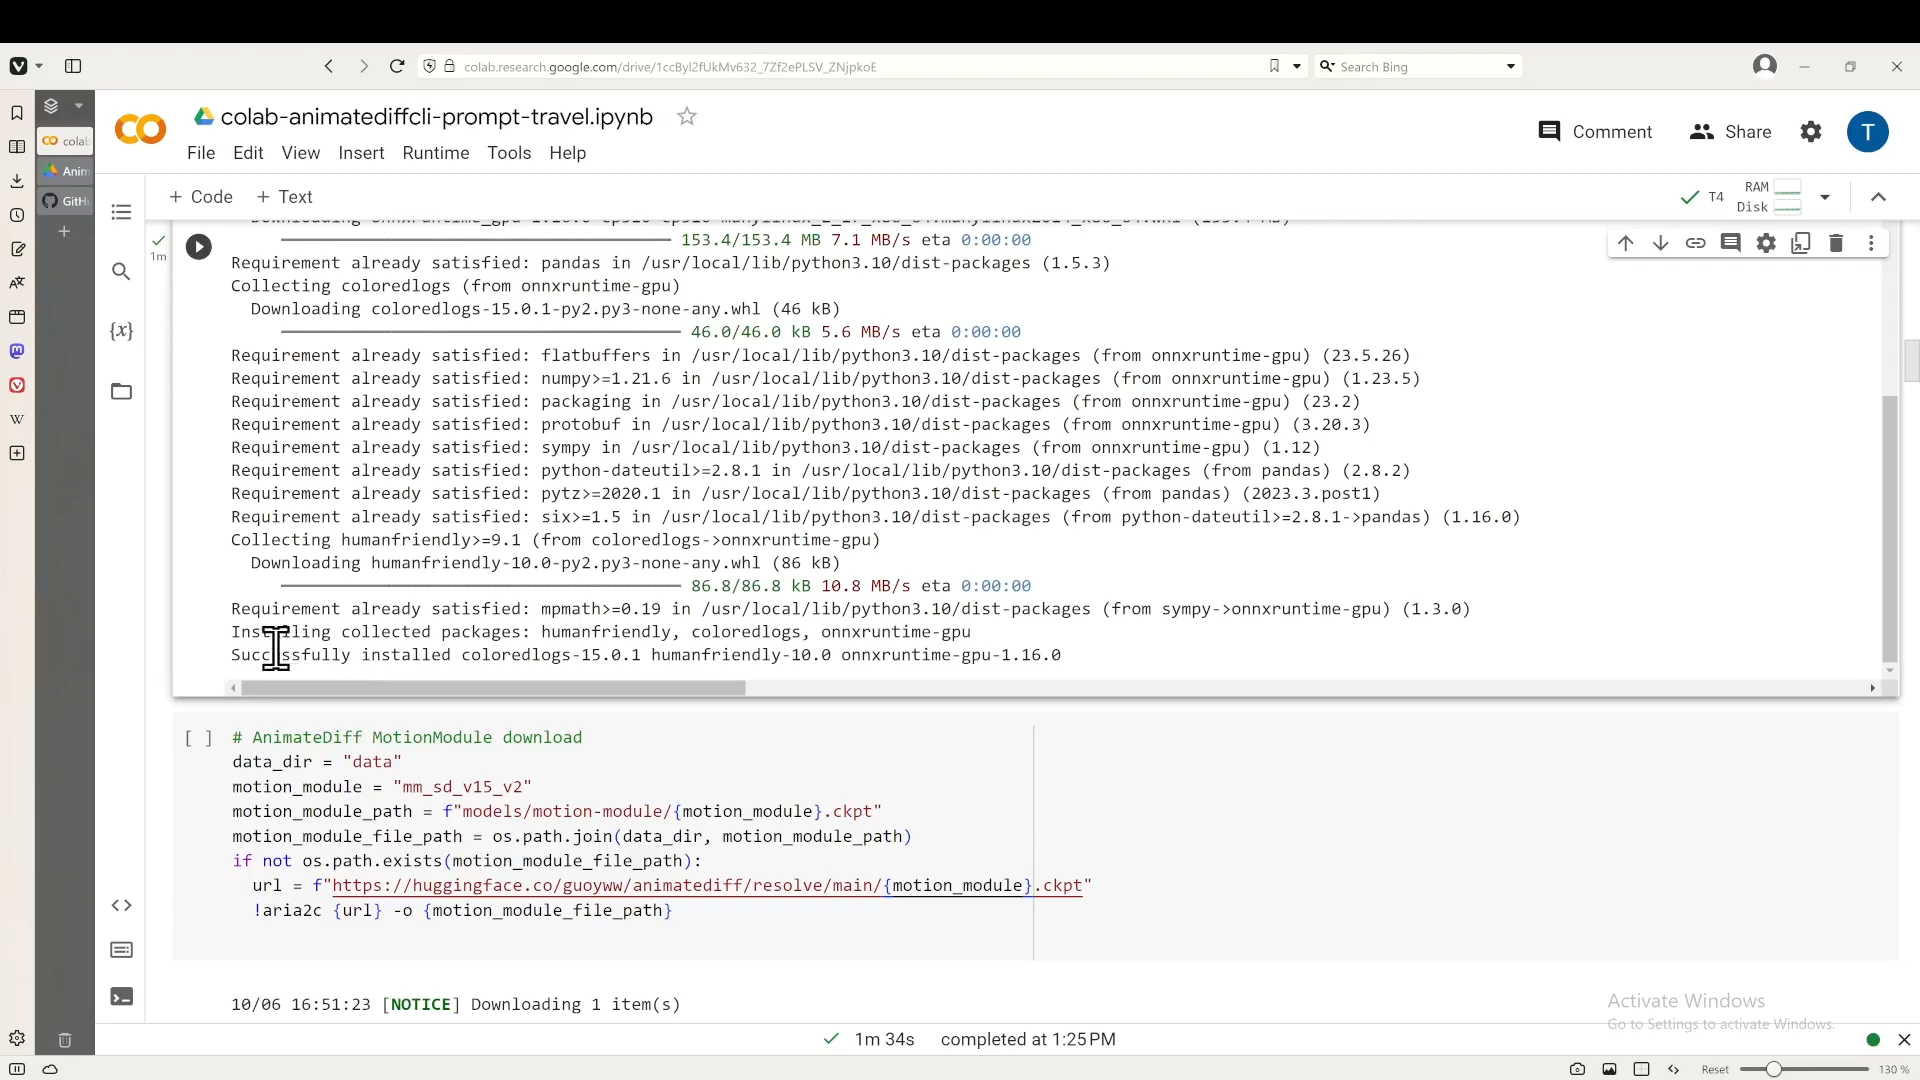 colab.research.google.com/drive/1ccByl2fUkMv632_7Zf2ePLSV_ZNjpkoE
Search Bing
colab
Anim
GitH
colab-animatediffcli-prompt-travel.ipynb
File Edit View Insert Runtime Tools Help
Comment
Share
T
+ Code + Text
T4
RAM
Disk
1m
153.4/153.4 MB 7.1 MB/s eta 0:00:00
Requirement already satisfied: pandas in /usr/local/lib/python3.10/dist-packages (1.5.3)
Collecting coloredlogs (from onnxruntime-gpu)
Downloading coloredlogs-15.0.1-py2.py3-none-any.whl (46 kB)
46.0/46.0 kB 5.6 MB/s eta 0:00:00
Requirement already satisfied: flatbuffers in /usr/local/lib/python3.10/dist-packages (from onnxruntime-gpu) (23.5.26)
Requirement already satisfied: numpy>=1.21.6 in /usr/local/lib/python3.10/dist-packages (from onnxruntime-gpu) (1.23.5)
Requirement already satisfied: packaging in /usr/local/lib/python3.10/dist-packages (from onnxruntime-gpu) (23.2)
Requirement already satisfied: protobuf in /usr/local/lib/python3.10/dist-packages (from onnxruntime-gpu) (3.20.3)
Requirement already satisfied: sympy in /usr/local/lib/python3.10/dist-packages (from onnxruntime-gpu) (1.12)
Requirement already satisfied: python-dateutil>=2.8.1 in /usr/local/lib/python3.10/dist-packages (from pandas) (2.8.2)
Requirement already satisfied: pytz>=2020.1 in /usr/local/lib/python3.10/dist-packages (from pandas) (2023.3.post1)
Requirement already satisfied: six>=1.5 in /usr/local/lib/python3.10/dist-packages (from python-dateutil>=2.8.1->pandas) (1.16.0)
Collecting humanfriendly>=9.1 (from coloredlogs->onnxruntime-gpu)
Downloading humanfriendly-10.0-py2.py3-none-any.whl (86 kB)
86.8/86.8 kB 10.8 MB/s eta 0:00:00
Requirement already satisfied: mpmath>=0.19 in /usr/local/lib/python3.10/dist-packages (from sympy->onnxruntime-gpu) (1.3.0)
Installing collected packages: humanfriendly, coloredlogs, onnxruntime-gpu
Successfully installed coloredlogs-15.0.1 humanfriendly-10.0 onnxruntime-gpu-1.16.0
[ ] # AnimateDiff MotionModule download
data_dir = "data"
motion_module = "mm_sd_v15_v2"
motion_module_path = f"models/motion-module/{motion_module}.ckpt"
motion_module_file_path = os.path.join(data_dir, motion_module_path)
if not os.path.exists(motion_module_file_path):
url = f"https://huggingface.co/guoyww/animatediff/resolve/main/{motion_module}.ckpt"
!aria2c {url} -o {motion_module_file_path}
10/06 16:51:23 [NOTICE] Downloading 1 item(s)
Activate Windows
Go to Settings to activate Windows.
1m 34s completed at 1:25 PM
Reset
130 %